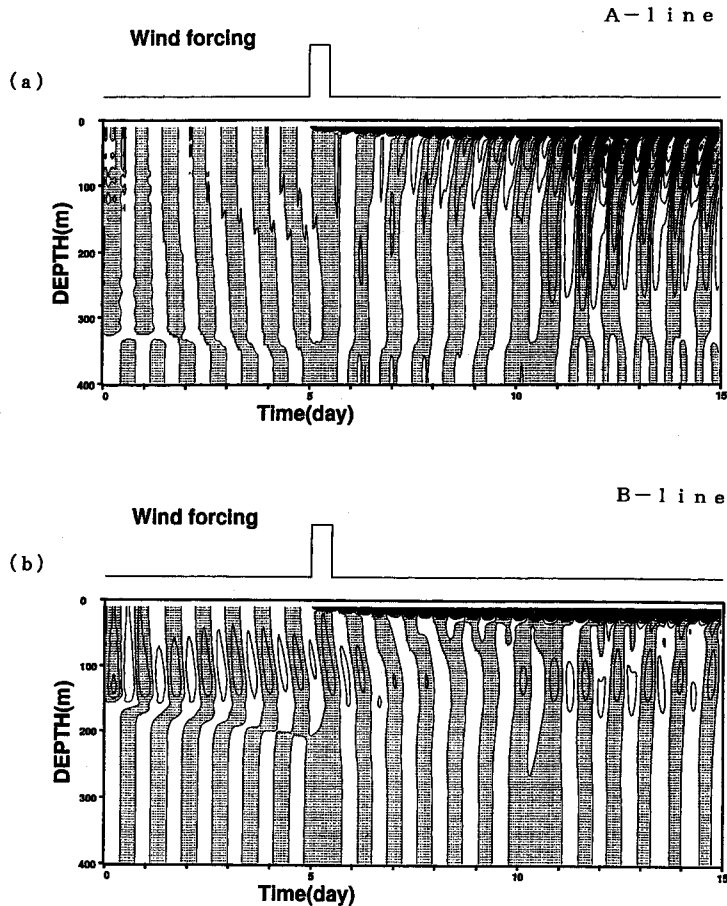 A-line
Wind forcing
(a)
0
100
200
300
400
DEPTH(m)
0 5 10 15
Time(day)
B-line
Wind forcing
(b)
0
100
200
300
400
DEPTH(m)
0 5 10 15
Time(day)